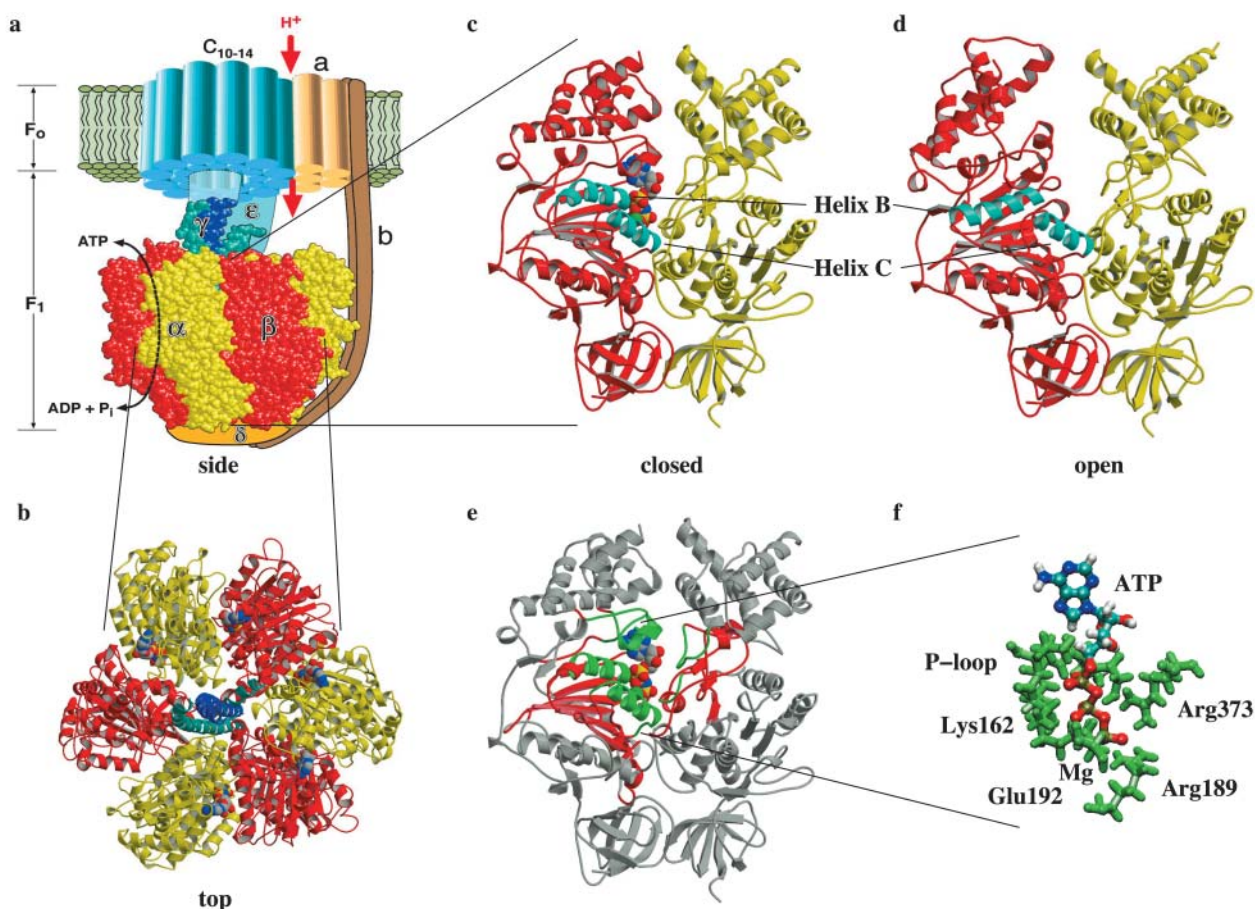 a
C10-14
H+
a
Fo
γ
ε
b
ATP
F1
α
β
ADP + Pi
δ
side
c
Helix B
Helix C
closed
d
open
b
top
e
f
ATP
P–loop
Arg373
Lys162
Mg
Glu192
Arg189